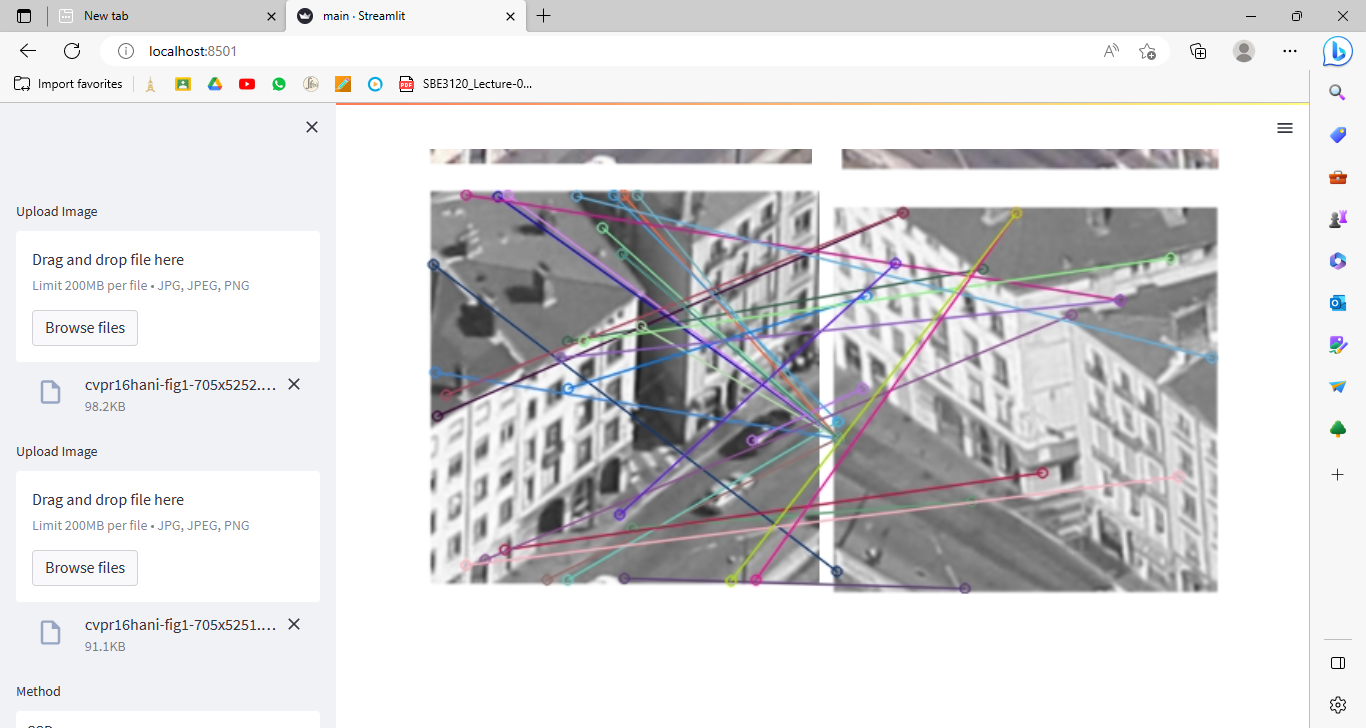 New tab
main · Streamlit
localhost:8501
Import favorites
PDF
SBE3120_Lecture-0...
Upload Image
Drag and drop file here
Limit 200MB per file • JPG, JPEG, PNG
Browse files
cvpr16hani-fig1-705x5252....
98.2KB
Upload Image
Drag and drop file here
Limit 200MB per file • JPG, JPEG, PNG
Browse files
cvpr16hani-fig1-705x5251....
91.1KB
Method